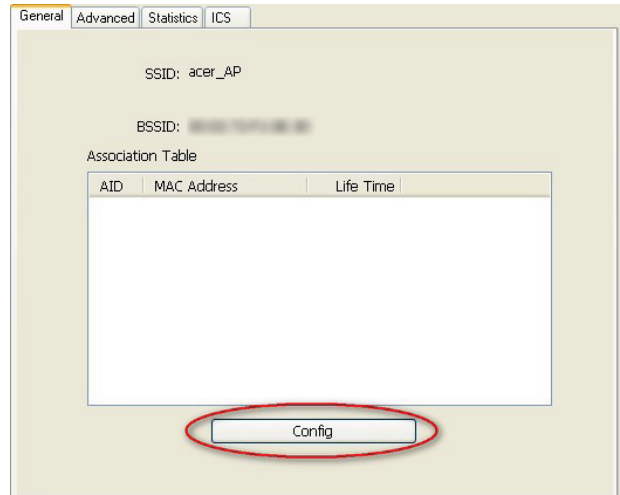 General Advanced Statistics ICS
SSID: acer_AP
BSSID:
Association Table
AID MAC Address Life Time
Config